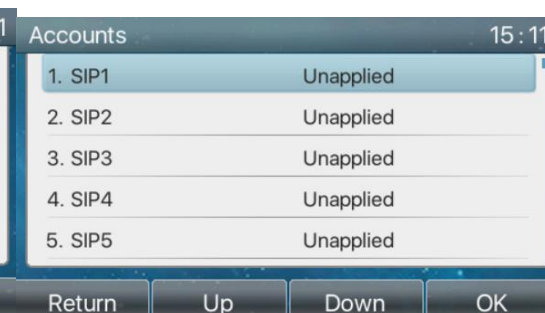 1
Accounts 15:11
1. SIP1 Unapplied
2. SIP2 Unapplied
3. SIP3 Unapplied
4. SIP4 Unapplied
5. SIP5 Unapplied
Return Up Down OK